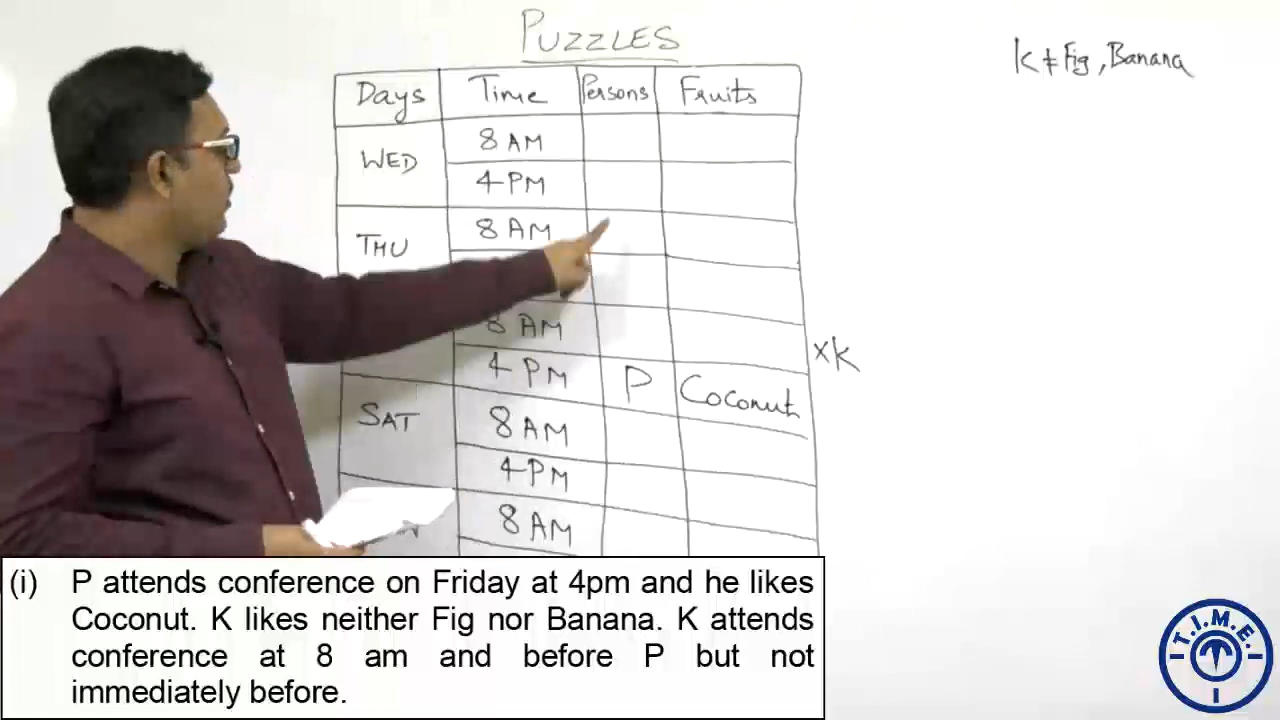 PUZZLES
K ≠ Fig, Banana
Days Time Persons Fruits
WED 8 AM
4 PM
THU 8 AM
8 AM
4 PM P Coconut
×K
SAT 8 AM
4 PM
8 AM
(i) P attends conference on Friday at 4pm and he likes
Coconut. K likes neither Fig nor Banana. K attends
conference at 8 am and before P but not
immediately before.
T.I.M.E.